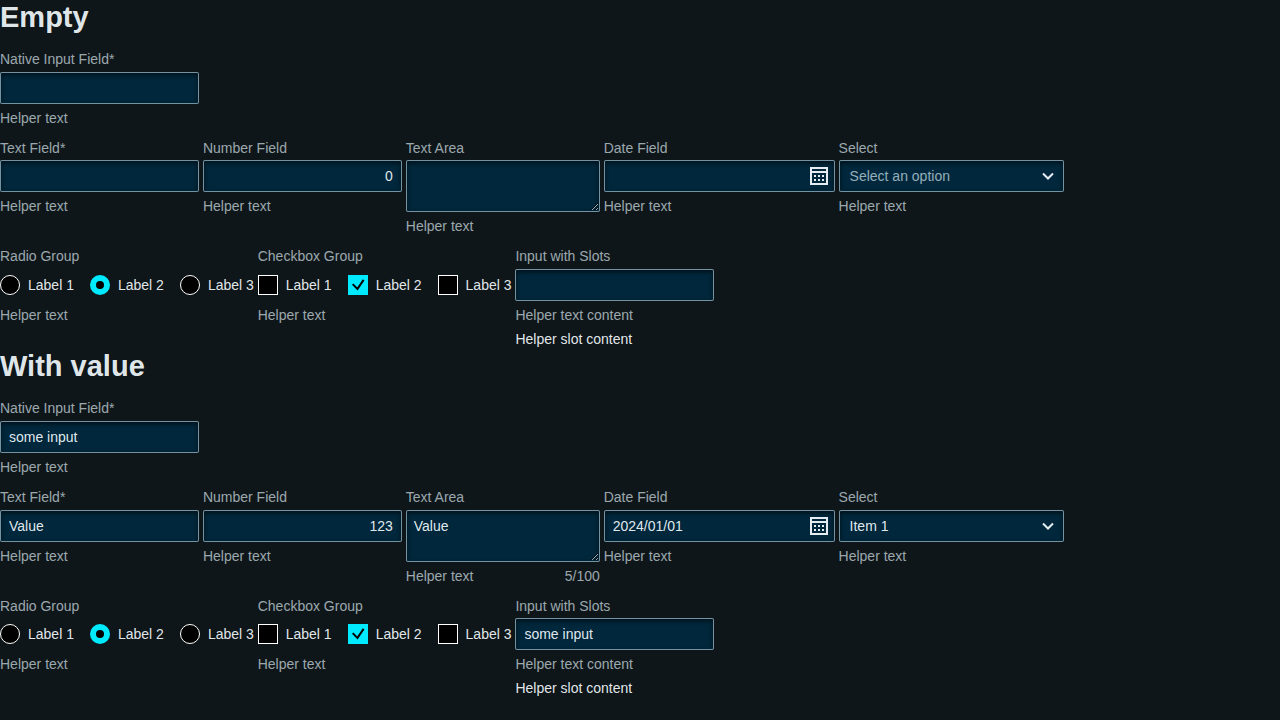 Empty
Native Input Field*
Helper text
Text Field* Number Field Text Area Date Field Select
0 Select an option
Helper text Helper text Helper text Helper text
Helper text
Radio Group Checkbox Group Input with Slots
Label 1 Label 2 Label 3 Label 1 Label 2 Label 3
Helper text Helper text Helper text content
Helper slot content
With value
Native Input Field*
some input
Helper text
Text Field* Number Field Text Area Date Field Select
Value 123 Value 2024/01/01 Item 1
Helper text Helper text Helper text Helper text
Helper text 5/100
Radio Group Checkbox Group Input with Slots
Label 1 Label 2 Label 3 Label 1 Label 2 Label 3 some input
Helper text Helper text Helper text content
Helper slot content